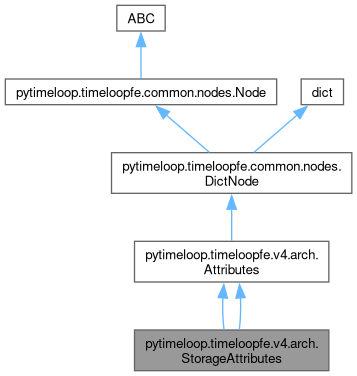 ABC
pytimeloop.timeloopfe.common.nodes.Node
dict
pytimeloop.timeloopfe.common.nodes.
DictNode
pytimeloop.timeloopfe.v4.arch.
Attributes
pytimeloop.timeloopfe.v4.arch.
StorageAttributes